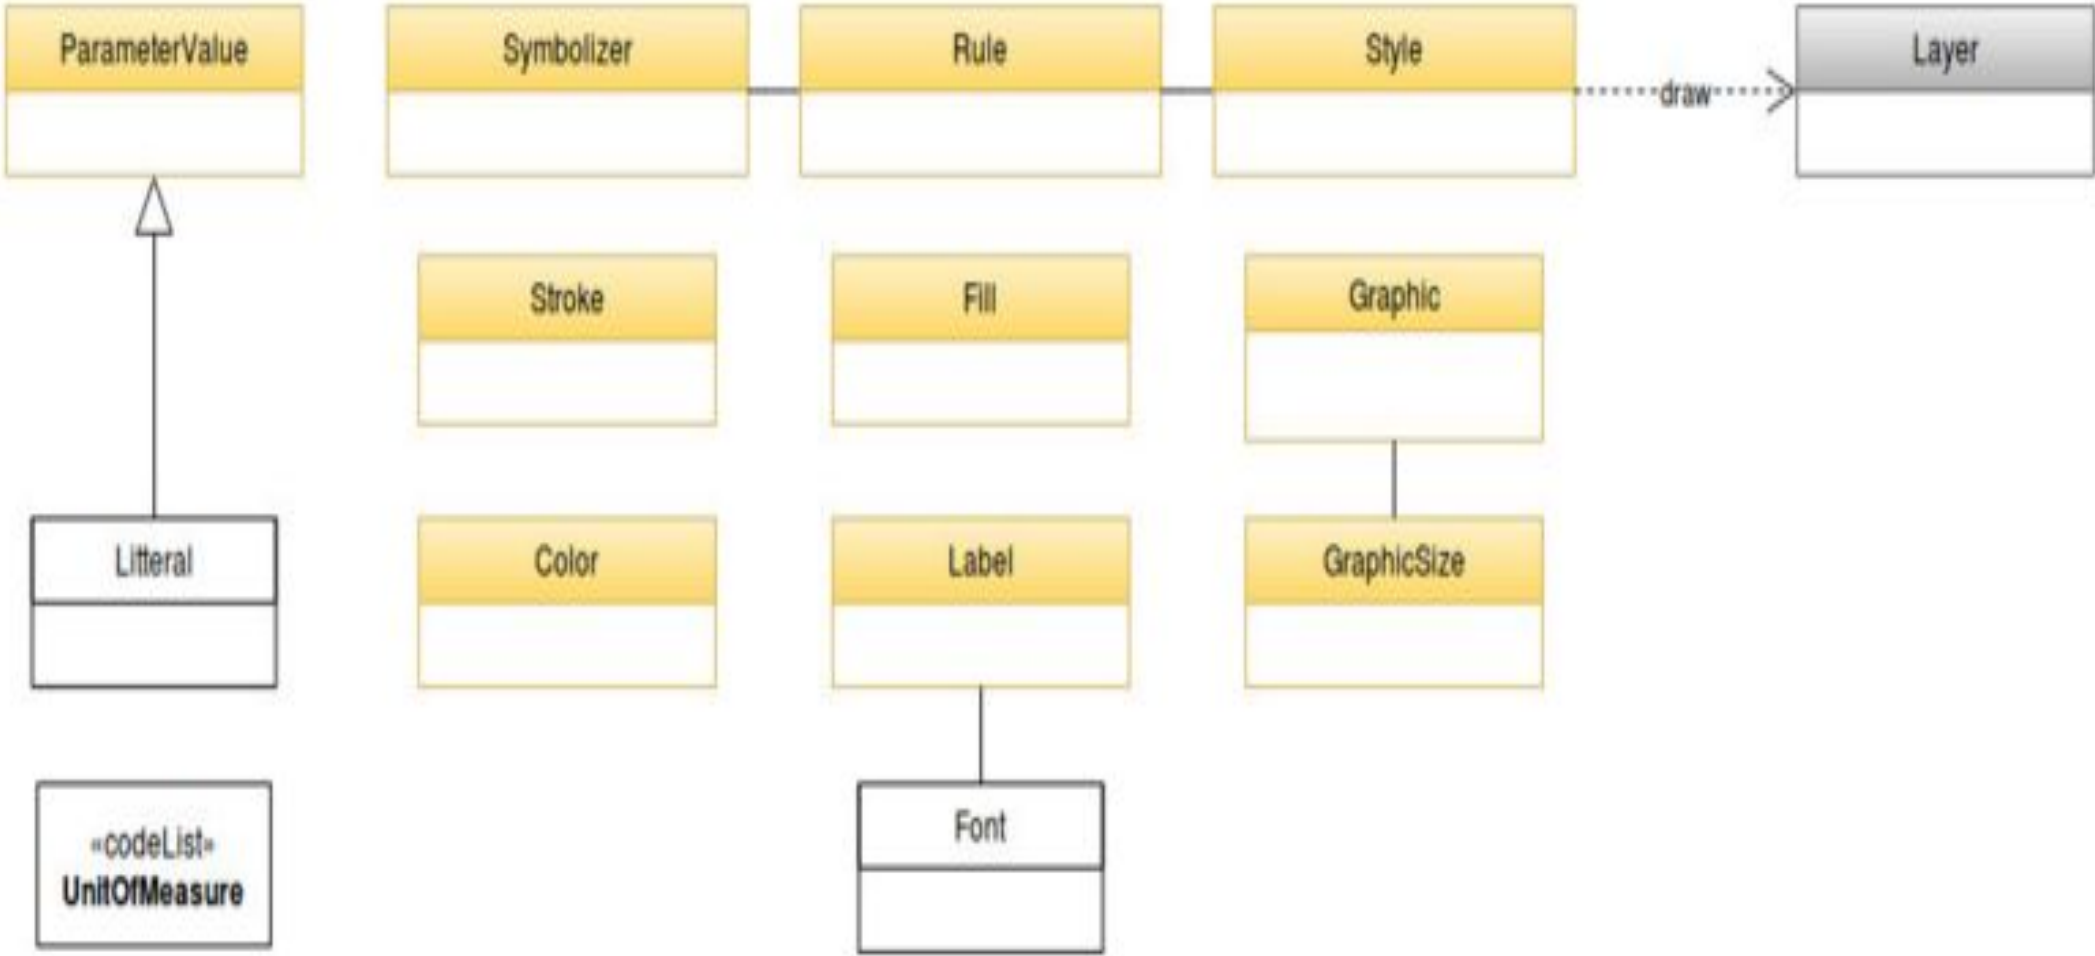 ParameterValue
Symbolizer
Rule
Style
draw
Layer
Stroke
Fill
Graphic
Litteral
Color
Label
GraphicSize
«codeList»
UnitOfMeasure
Font